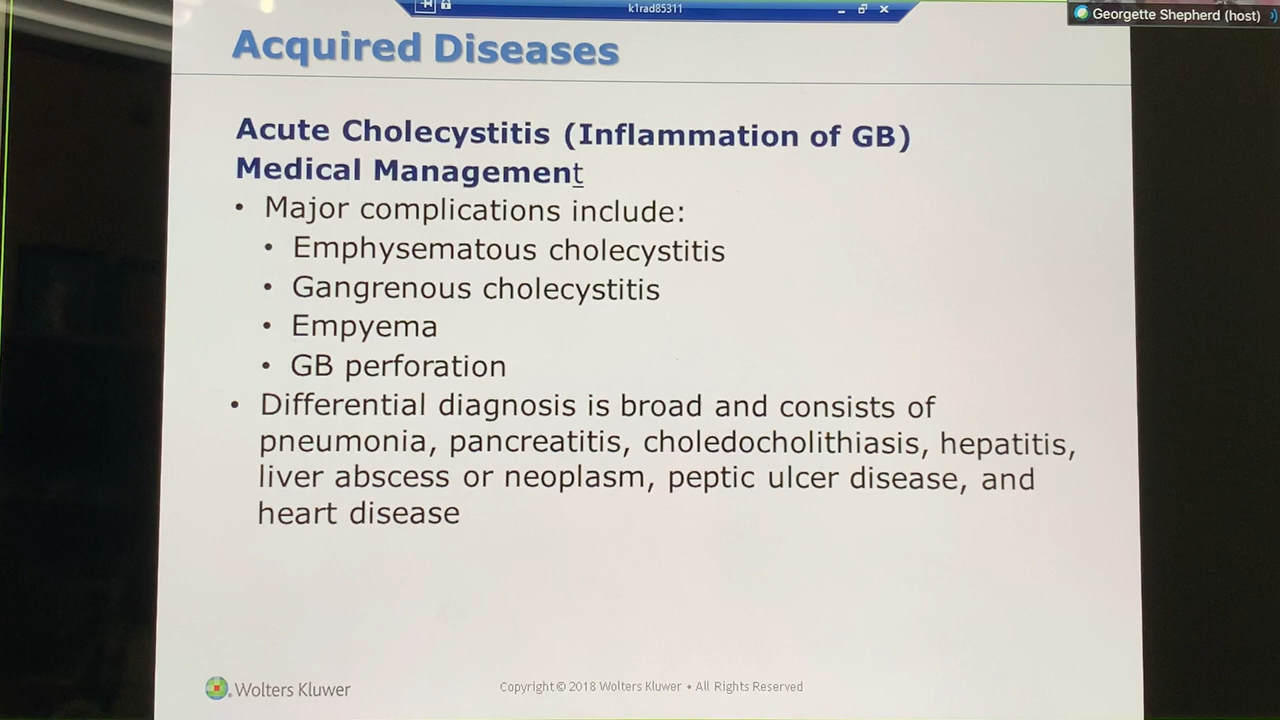 k1rad85311
Georgette Shepherd (host)
Acquired Diseases
Acute Cholecystitis (Inflammation of GB)
Medical Management
• Major complications include:
• Emphysematous cholecystitis
• Gangrenous cholecystitis
• Empyema
• GB perforation
• Differential diagnosis is broad and consists of
pneumonia, pancreatitis, choledocholithiasis, hepatitis,
liver abscess or neoplasm, peptic ulcer disease, and
heart disease
Wolters Kluwer
Copyright © 2018 Wolters Kluwer • All Rights Reserved